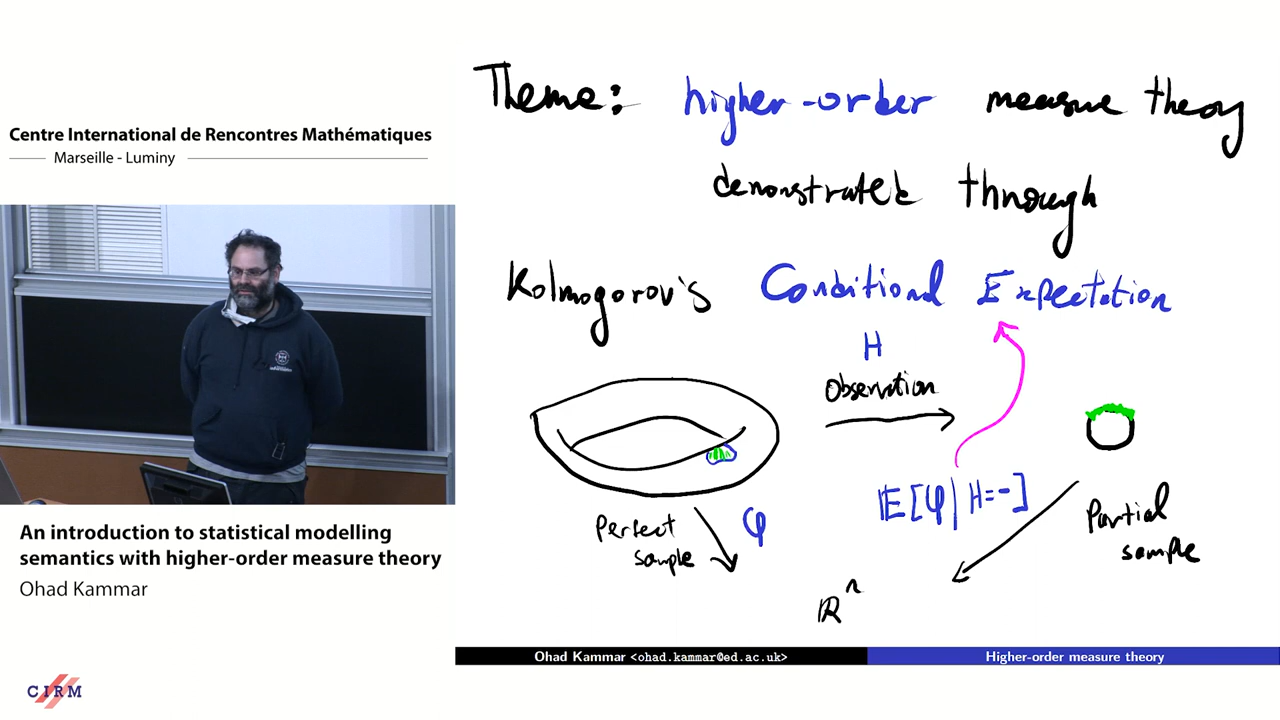 Centre International de Rencontres Mathématiques
Marseille - Luminy
An introduction to statistical modelling
semantics with higher-order measure theory
Ohad Kammar
CIRM
Theme: higher-order measure theory
demonstrated through
Kolmogorov's Conditional Expectation
H
Observation
𝔼[φ | H=-]
Perfect
sample
φ
Partial
sample
ℝⁿ
Ohad Kammar <ohad.kammar@ed.ac.uk>
Higher-order measure theory